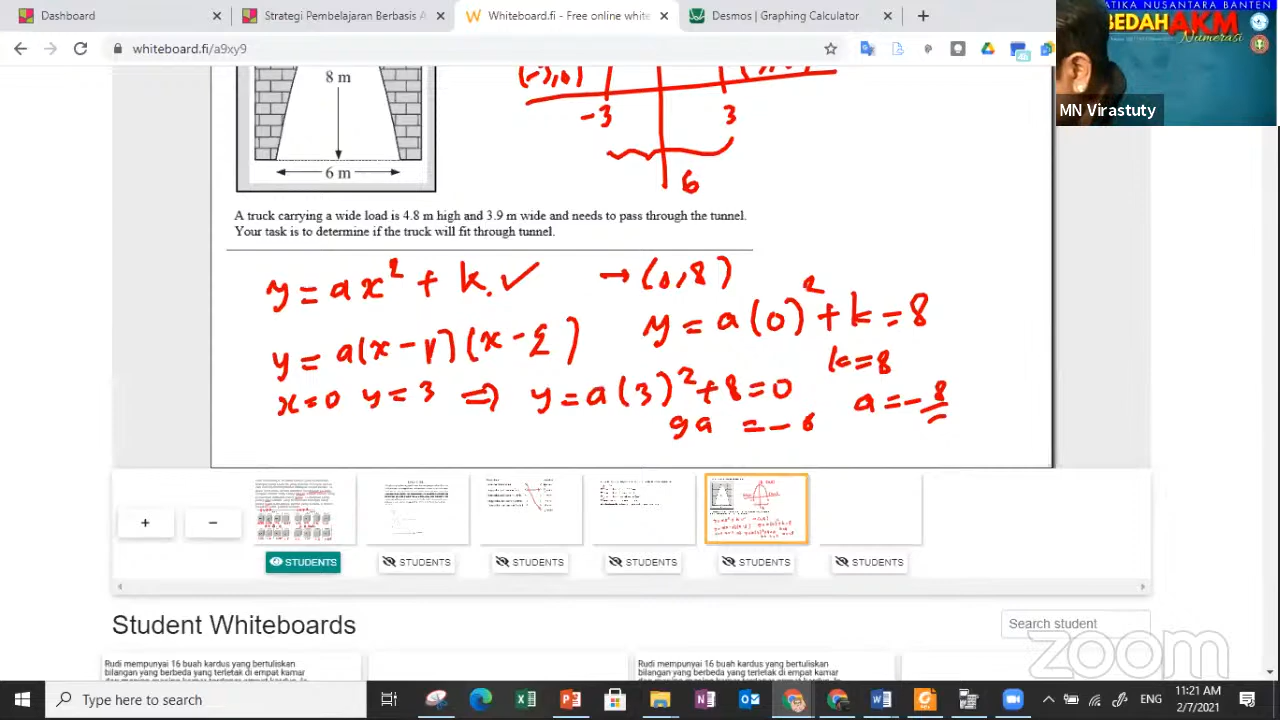 Dashboard
Strategi Pembelajaran Berbasis A
Whiteboard.fi - Free online white
Desmos | Graphing Calculator
whiteboard.fi/a9xy9
ATIKA NUSANTARA BANTEN
BEDAH AKM
Numerasi
MN Virastuty
8 m
6 m
(-3,0)
-3
3
6
A truck carrying a wide load is 4.8 m high and 3.9 m wide and needs to pass through the tunnel.
Your task is to determine if the truck will fit through tunnel.
y = ax² + k. ✓ → (0,8)
y = a(0)² + k = 8
k = 8
x = 0 y = 3 ⇒ y = a(3)² + 8 = 0
a = - 8
+
-
STUDENTS
STUDENTS
STUDENTS
STUDENTS
STUDENTS
STUDENTS
Student Whiteboards
Search student
Rudi mempunyai 16 buah kardus yang bertuliskan
bilangan yang berbeda yang terletak di empat kamar
Rudi mempunyai 16 buah kardus yang bertuliskan
bilangan yang berbeda yang terletak di empat kamar
zoom
Type here to search
ENG
11:21 AM
2/7/2021